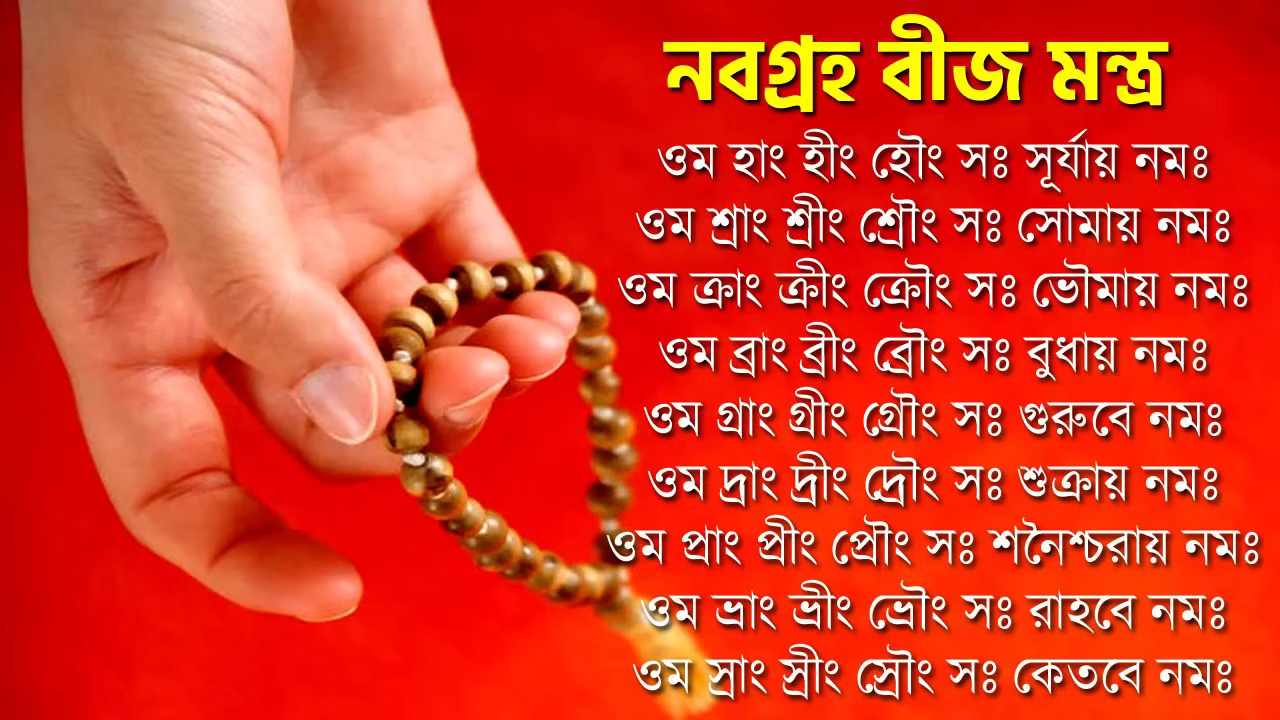 নবগ্রহ বীজ মন্ত্র
ওম হাং হীং হৌং সঃ সূর্যায় নমঃ
ওম শ্রাং শ্রীং শ্রৌং সঃ সোমায় নমঃ
ওম ক্রাং ক্রীং ক্রৌং সঃ ভৌমায় নমঃ
ওম ব্রাং ব্রীং ব্রৌং সঃ বুধায় নমঃ
ওম গ্রাং গ্রীং গ্রৌং সঃ গুরুবে নমঃ
ওম দ্রাং দ্রীং দ্রৌং সঃ শুক্রায় নমঃ
ওম প্রাং প্রীং প্রৌং সঃ শনৈশ্চরায় নমঃ
ওম ভ্রাং ভ্রীং ভ্রৌং সঃ রাহবে নমঃ
ওম স্রাং স্রীং স্রৌং সঃ কেতবে নমঃ